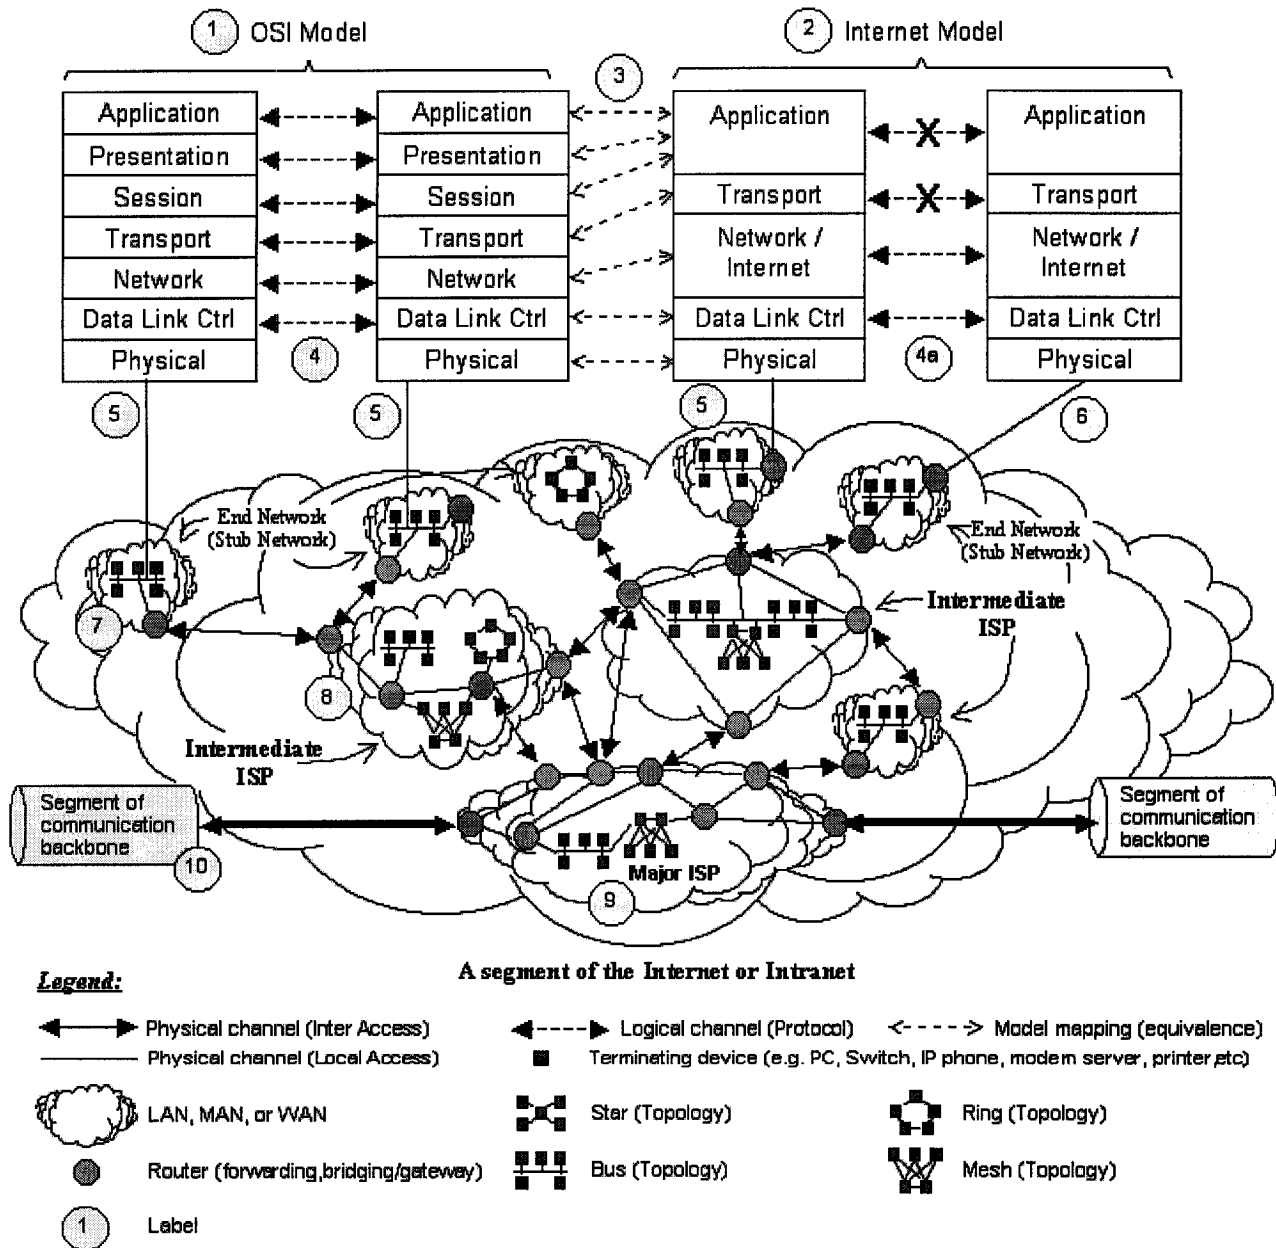 1 OSI Model
2 Internet Model
3
Application
Presentation
Session
Transport
Network
Data Link Ctrl
Physical
Application
Presentation
Session
Transport
Network
Data Link Ctrl
Physical
Application
Transport
Network /
Internet
Data Link Ctrl
Physical
Application
Transport
Network /
Internet
Data Link Ctrl
Physical
X
X
4
4a
5
5
5
6
End Network
(Stub Network)
End Network
(Stub Network)
7
8
Intermediate
ISP
Intermediate
ISP
Segment of
communication
backbone
10
Segment of
communication
backbone
Major ISP
9
A segment of the Internet or Intranet
Legend:
Physical channel (Inter Access)
Logical channel (Protocol)
Model mapping (equivalence)
Physical channel (Local Access)
Terminating device (e.g. PC, Switch, IP phone, modem server, printer,etc)
LAN, MAN, or WAN
Star (Topology)
Ring (Topology)
Router (forwarding,bridging/gateway)
Bus (Topology)
Mesh (Topology)
1 Label